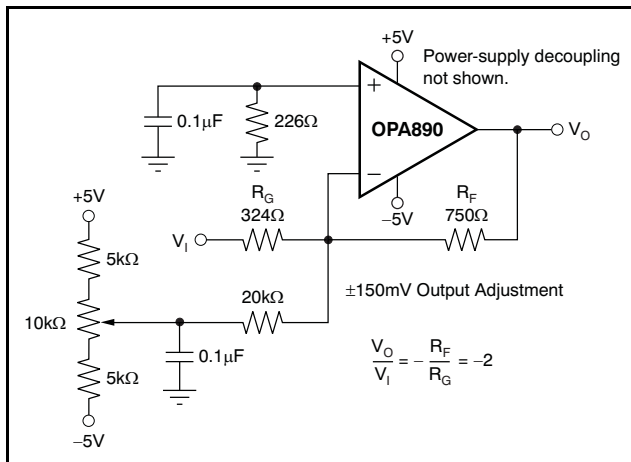 +5V
Power-supply decoupling
not shown.
+
0.1μF
226Ω
OPA890
V_O
−
−5V
R_G
324Ω
R_F
750Ω
+5V
V_I
5kΩ
20kΩ
±150mV Output Adjustment
10kΩ
0.1μF
V_O/V_I = − R_F/R_G = −2
5kΩ
−5V